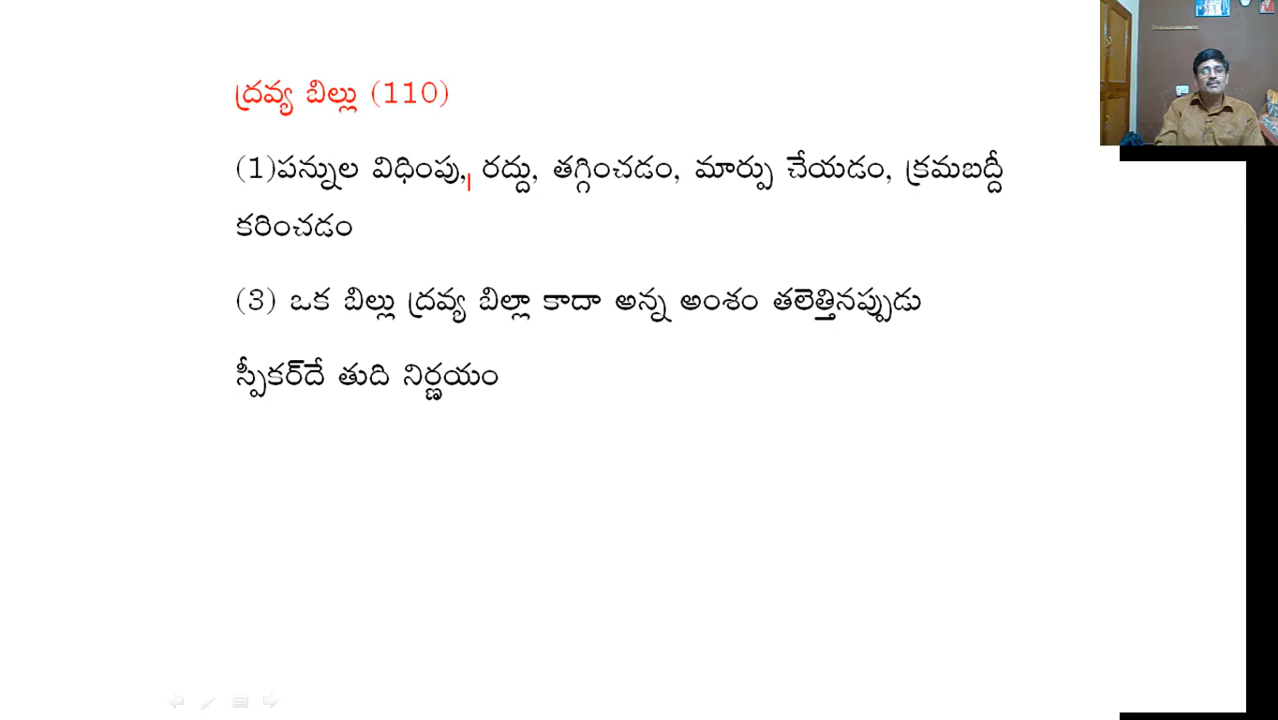 ద్రవ్య బిల్లు (110)
(1)పన్నుల విధింపు, రద్దు, తగ్గించడం, మార్పు చేయడం, క్రమబద్దీ
కరించడం
(3) ఒక బిల్లు ద్రవ్య బిల్లా కాదా అన్న అంశం తలెత్తినప్పుడు
స్పీకర్‌దే తుది నిర్ణయం